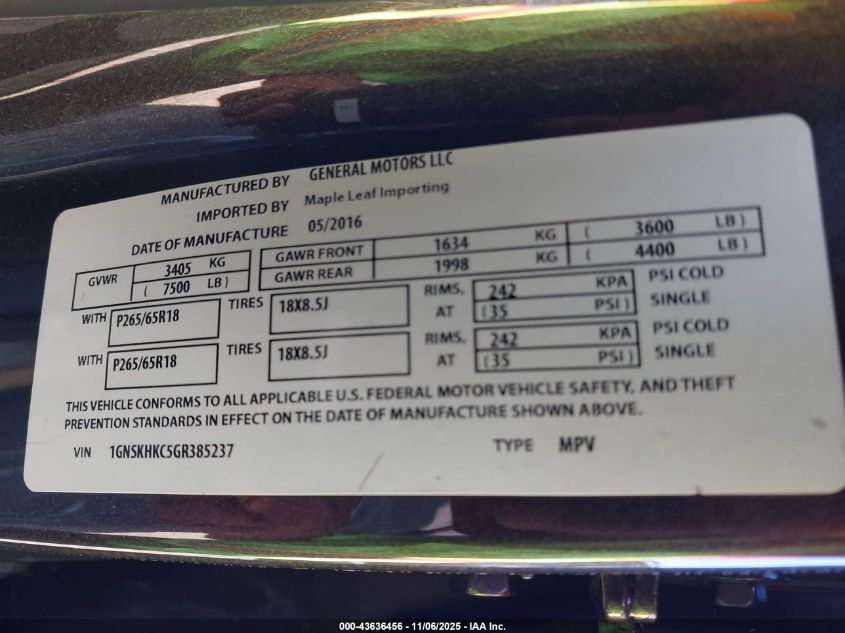 MANUFACTURED BY GENERAL MOTORS LLC
IMPORTED BY Maple Leaf Importing
DATE OF MANUFACTURE 05/2016
GVWR 3405 KG ( 7500 LB )
GAWR FRONT 1634 KG ( 3600 LB )
GAWR REAR 1998 KG ( 4400 LB )
WITH P265/65R18 TIRES 18X8.5J RIMS, AT 242 KPA ( 35 PSI ) PSI COLD SINGLE
WITH P265/65R18 TIRES 18X8.5J RIMS, AT 242 KPA ( 35 PSI ) PSI COLD SINGLE
THIS VEHICLE CONFORMS TO ALL APPLICABLE U.S. FEDERAL MOTOR VEHICLE SAFETY, AND THEFT
PREVENTION STANDARDS IN EFFECT ON THE DATE OF MANUFACTURE SHOWN ABOVE.
VIN 1GNSKHKC5GR385237 TYPE MPV
000-43636456 - 11/06/2025 - IAA Inc.